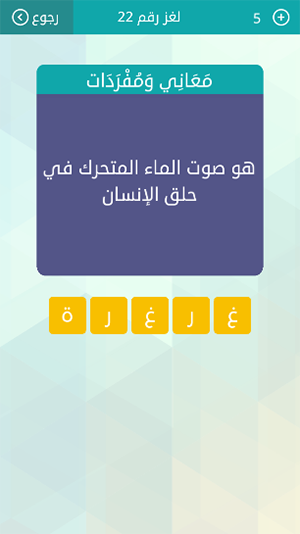 رجوع
لغز رقم 22
5
مَعَانِي وَمُفْرَدَات
هو صوت الماء المتحرك في
حلق الإنسان
غ ر غ ر ة